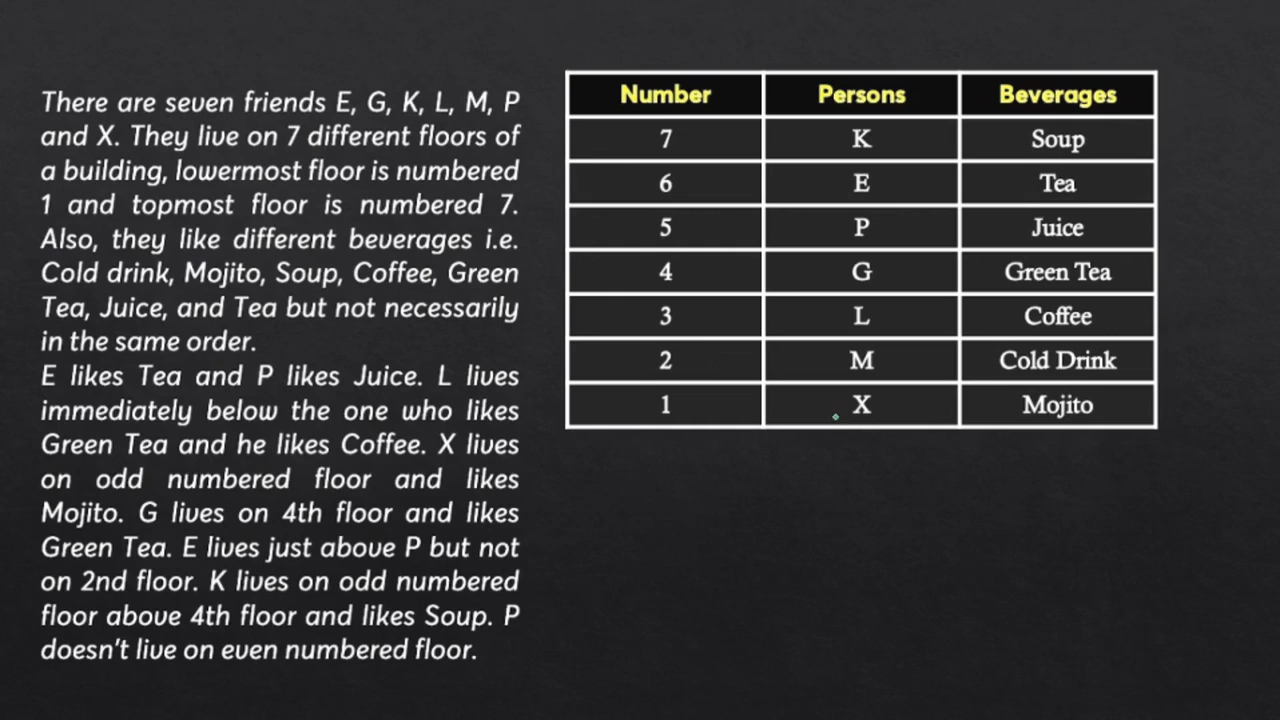 There are seven friends E, G, K, L, M, P
and X. They live on 7 different floors of
a building, lowermost floor is numbered
1 and topmost floor is numbered 7.
Also, they like different beverages i.e.
Cold drink, Mojito, Soup, Coffee, Green
Tea, Juice, and Tea but not necessarily
in the same order.
E likes Tea and P likes Juice. L lives
immediately below the one who likes
Green Tea and he likes Coffee. X lives
on odd numbered floor and likes
Mojito. G lives on 4th floor and likes
Green Tea. E lives just above P but not
on 2nd floor. K lives on odd numbered
floor above 4th floor and likes Soup. P
doesn't live on even numbered floor.
Number Persons Beverages
7 K Soup
6 E Tea
5 P Juice
4 G Green Tea
3 L Coffee
2 M Cold Drink
1 X Mojito